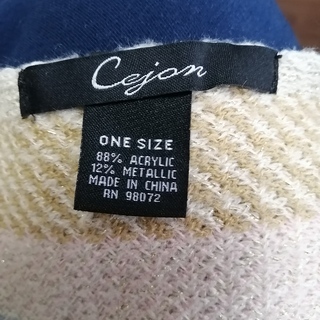 Cejon
ONE SIZE
88% ACRYLIC
12% METALLIC
MADE IN CHINA
RN 98072